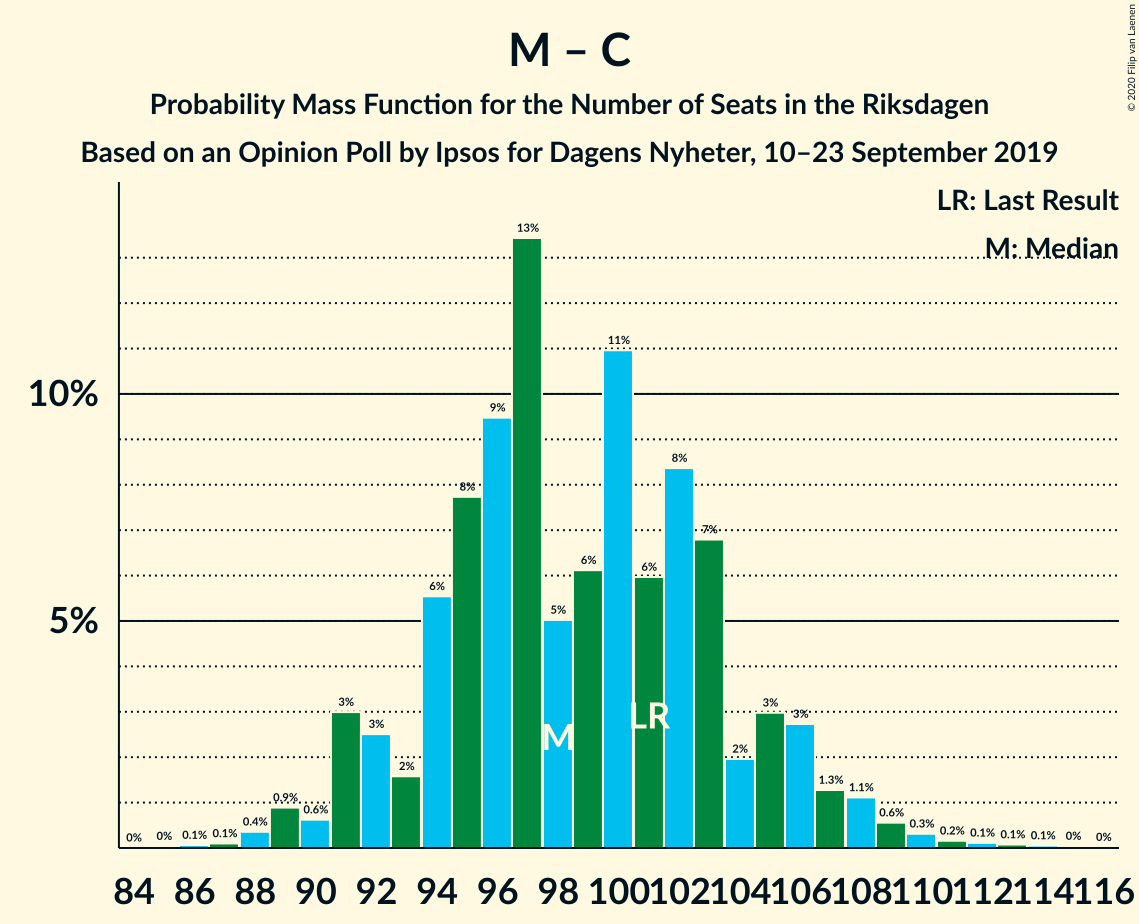 M – C
Probability Mass Function for the Number of Seats in the Riksdagen
Based on an Opinion Poll by Ipsos for Dagens Nyheter, 10–23 September 2019
© 2020 Filip van Laenen
LR: Last Result
M: Median
10%
5%
0% 0% 0.1% 0.1% 0.4% 0.9% 0.6% 3% 3% 2% 6% 8% 9% 13% 5% 6% 11% 6% 8% 7% 2% 3% 3% 1.3% 1.1% 0.6% 0.3% 0.2% 0.1% 0.1% 0.1% 0% 0%
M
LR
84 86 88 90 92 94 96 98 100 102 104 106 108 110 112 114 116